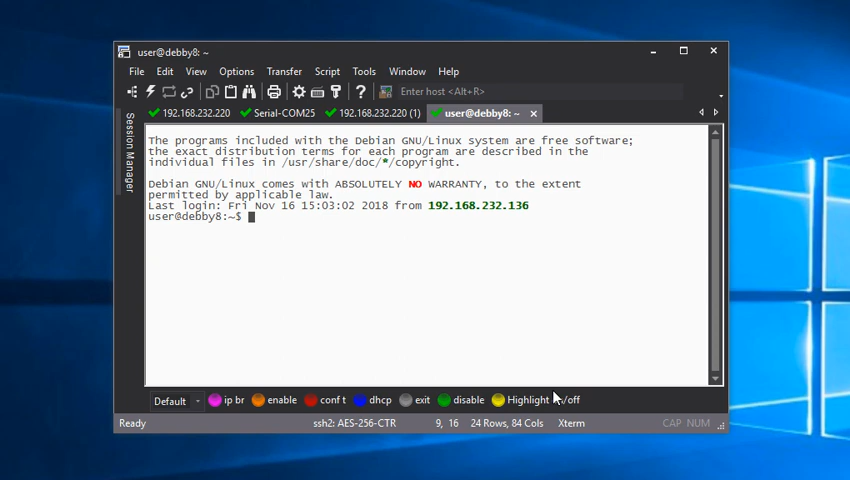 user@debby8: ~
File Edit View Options Transfer Script Tools Window Help
Enter host <Alt+R>
192.168.232.220 Serial-COM25 192.168.232.220 (1) user@debby8: ~
Session Manager
The programs included with the Debian GNU/Linux system are free software;
the exact distribution terms for each program are described in the
individual files in /usr/share/doc/*/copyright.
Debian GNU/Linux comes with ABSOLUTELY NO WARRANTY, to the extent
permitted by applicable law.
Last login: Fri Nov 16 15:03:02 2018 from 192.168.232.136
user@debby8:~$
Default ip br enable conf t dhcp exit disable Highlight /off
Ready ssh2: AES-256-CTR 9, 16 24 Rows, 84 Cols Xterm CAP NUM